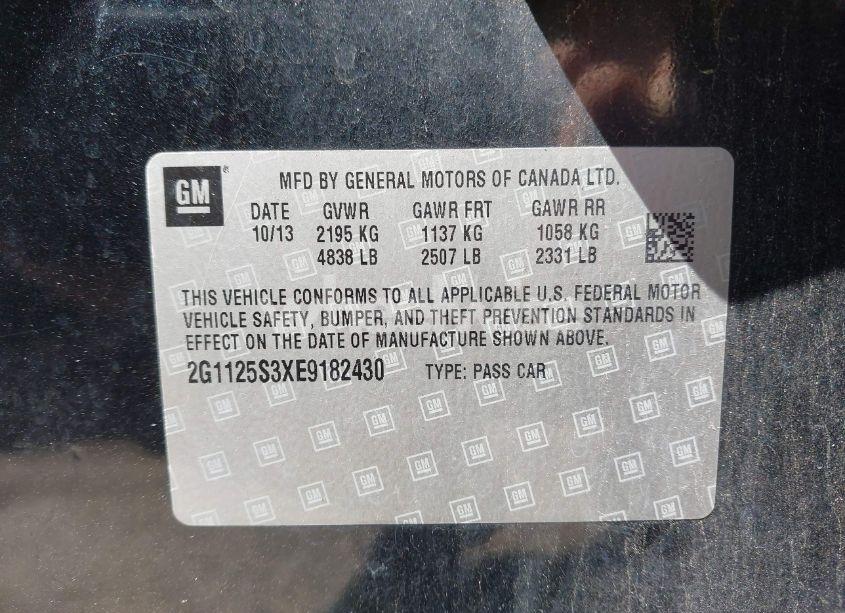 GM
MFD BY GENERAL MOTORS OF CANADA LTD.
DATE GVWR GAWR FRT GAWR RR
10/13 2195 KG 1137 KG 1058 KG
4838 LB 2507 LB 2331 LB
THIS VEHICLE CONFORMS TO ALL APPLICABLE U.S. FEDERAL MOTOR
VEHICLE SAFETY, BUMPER, AND THEFT PREVENTION STANDARDS IN
EFFECT ON THE DATE OF MANUFACTURE SHOWN ABOVE.
2G1125S3XE9182430 TYPE: PASS CAR